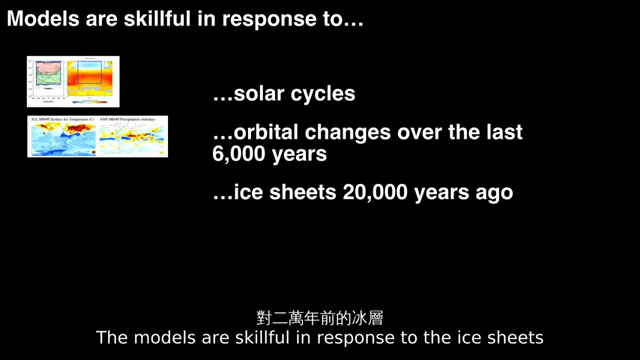 Models are skillful in response to…
…solar cycles
…orbital changes over the last
6,000 years
…ice sheets 20,000 years ago
對二萬年前的冰層
The models are skillful in response to the ice sheets